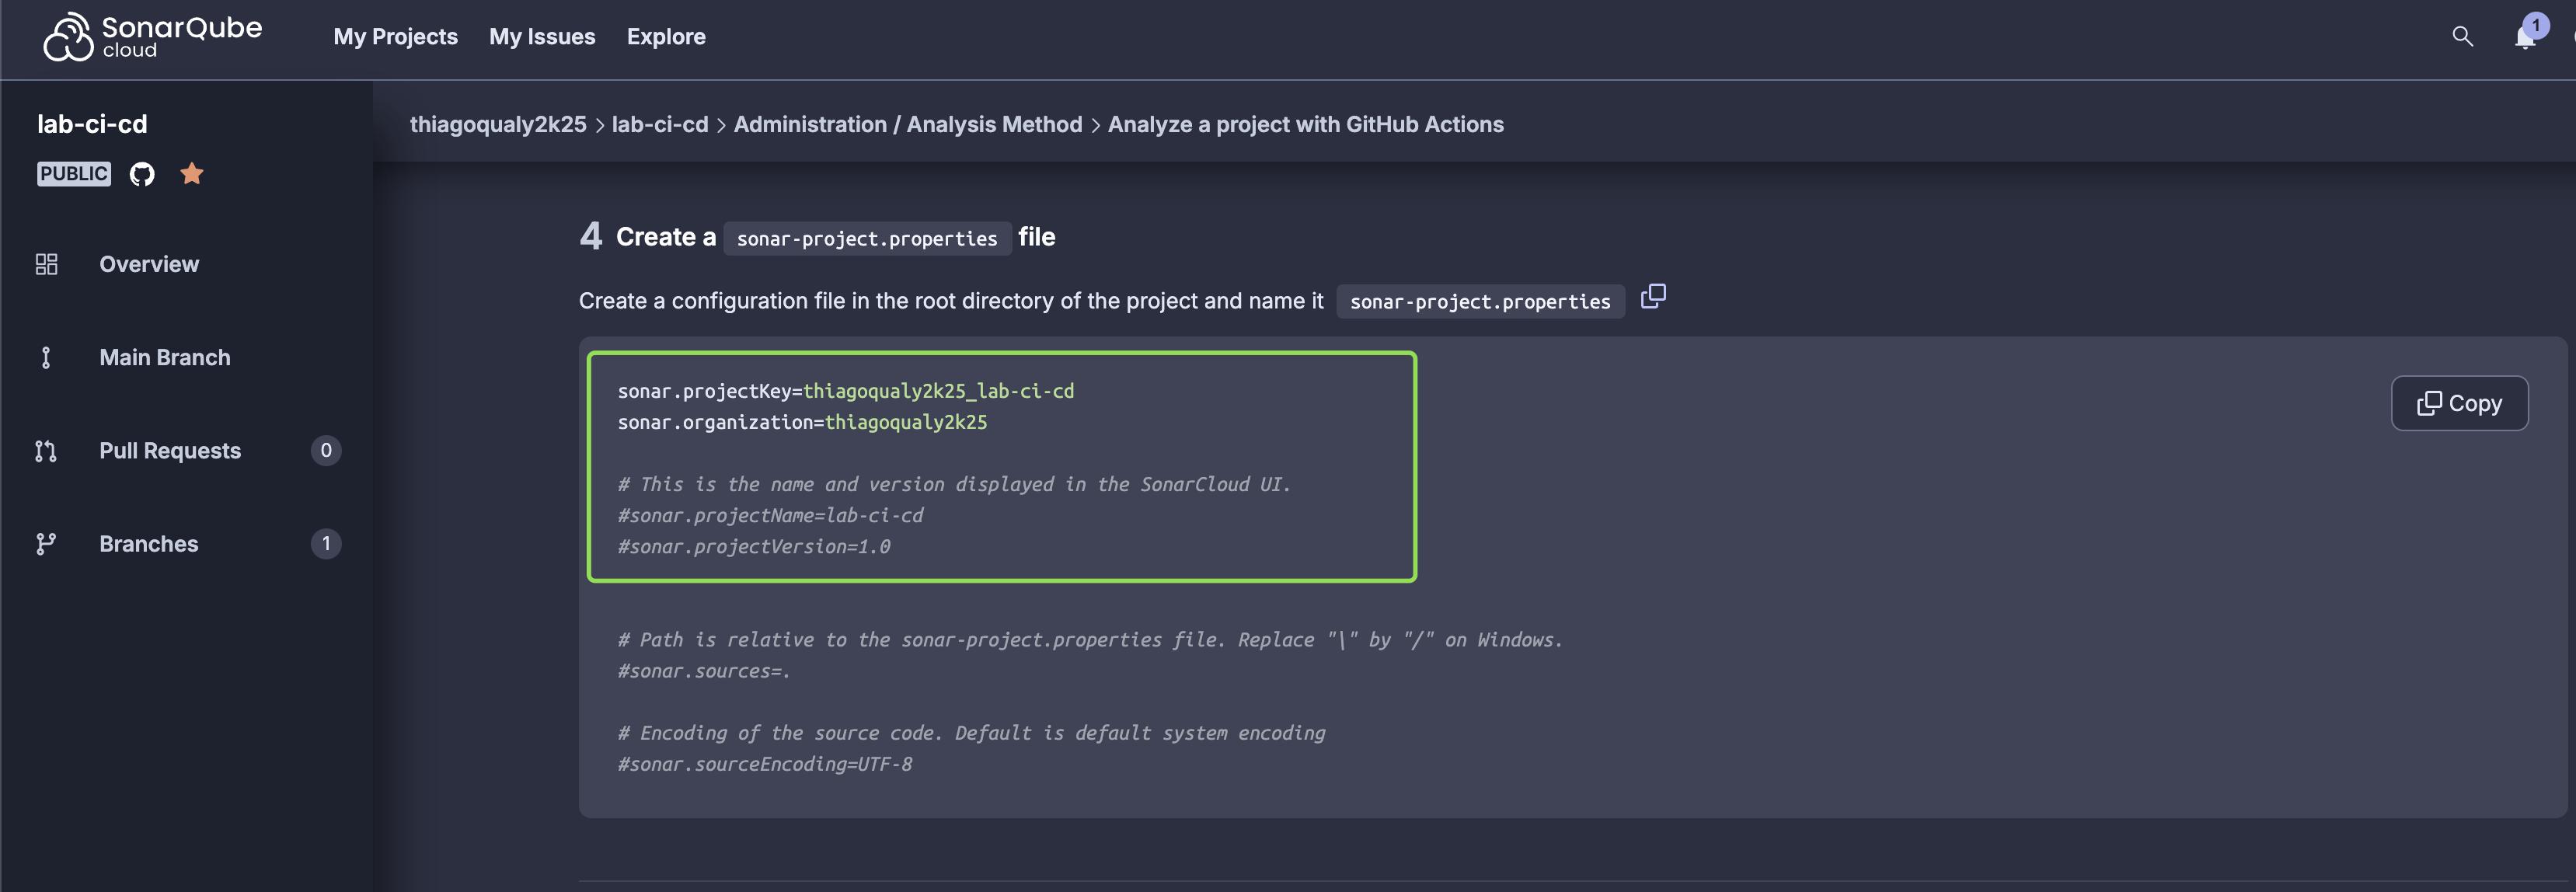 SonarQube cloud
My Projects My Issues Explore
1
lab-ci-cd
PUBLIC
Overview
Main Branch
Pull Requests 0
Branches 1
thiagoqualy2k25 > lab-ci-cd > Administration / Analysis Method > Analyze a project with GitHub Actions
4 Create a sonar-project.properties file
Create a configuration file in the root directory of the project and name it sonar-project.properties
Copy
sonar.projectKey=thiagoqualy2k25_lab-ci-cd
sonar.organization=thiagoqualy2k25
# This is the name and version displayed in the SonarCloud UI.
#sonar.projectName=lab-ci-cd
#sonar.projectVersion=1.0
# Path is relative to the sonar-project.properties file. Replace "\" by "/" on Windows.
#sonar.sources=.
# Encoding of the source code. Default is default system encoding
#sonar.sourceEncoding=UTF-8